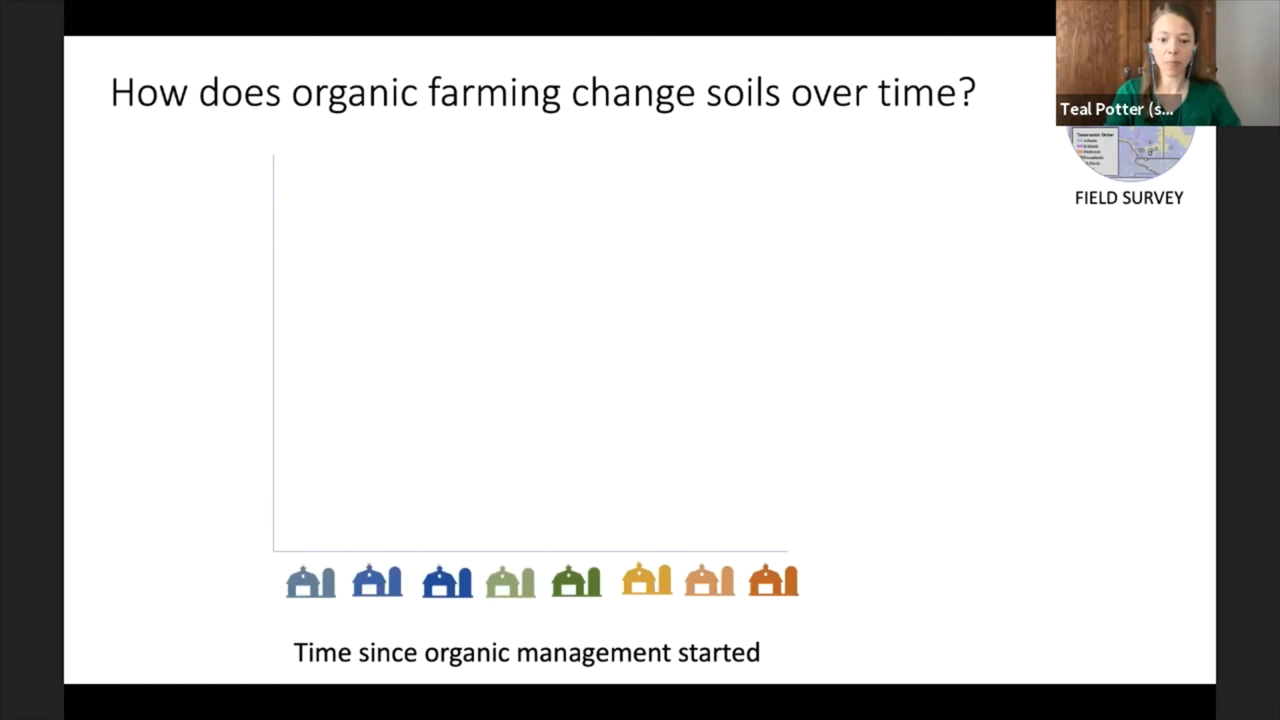 How does organic farming change soils over time?
Teal Potter (s...
FIELD SURVEY
Time since organic management started